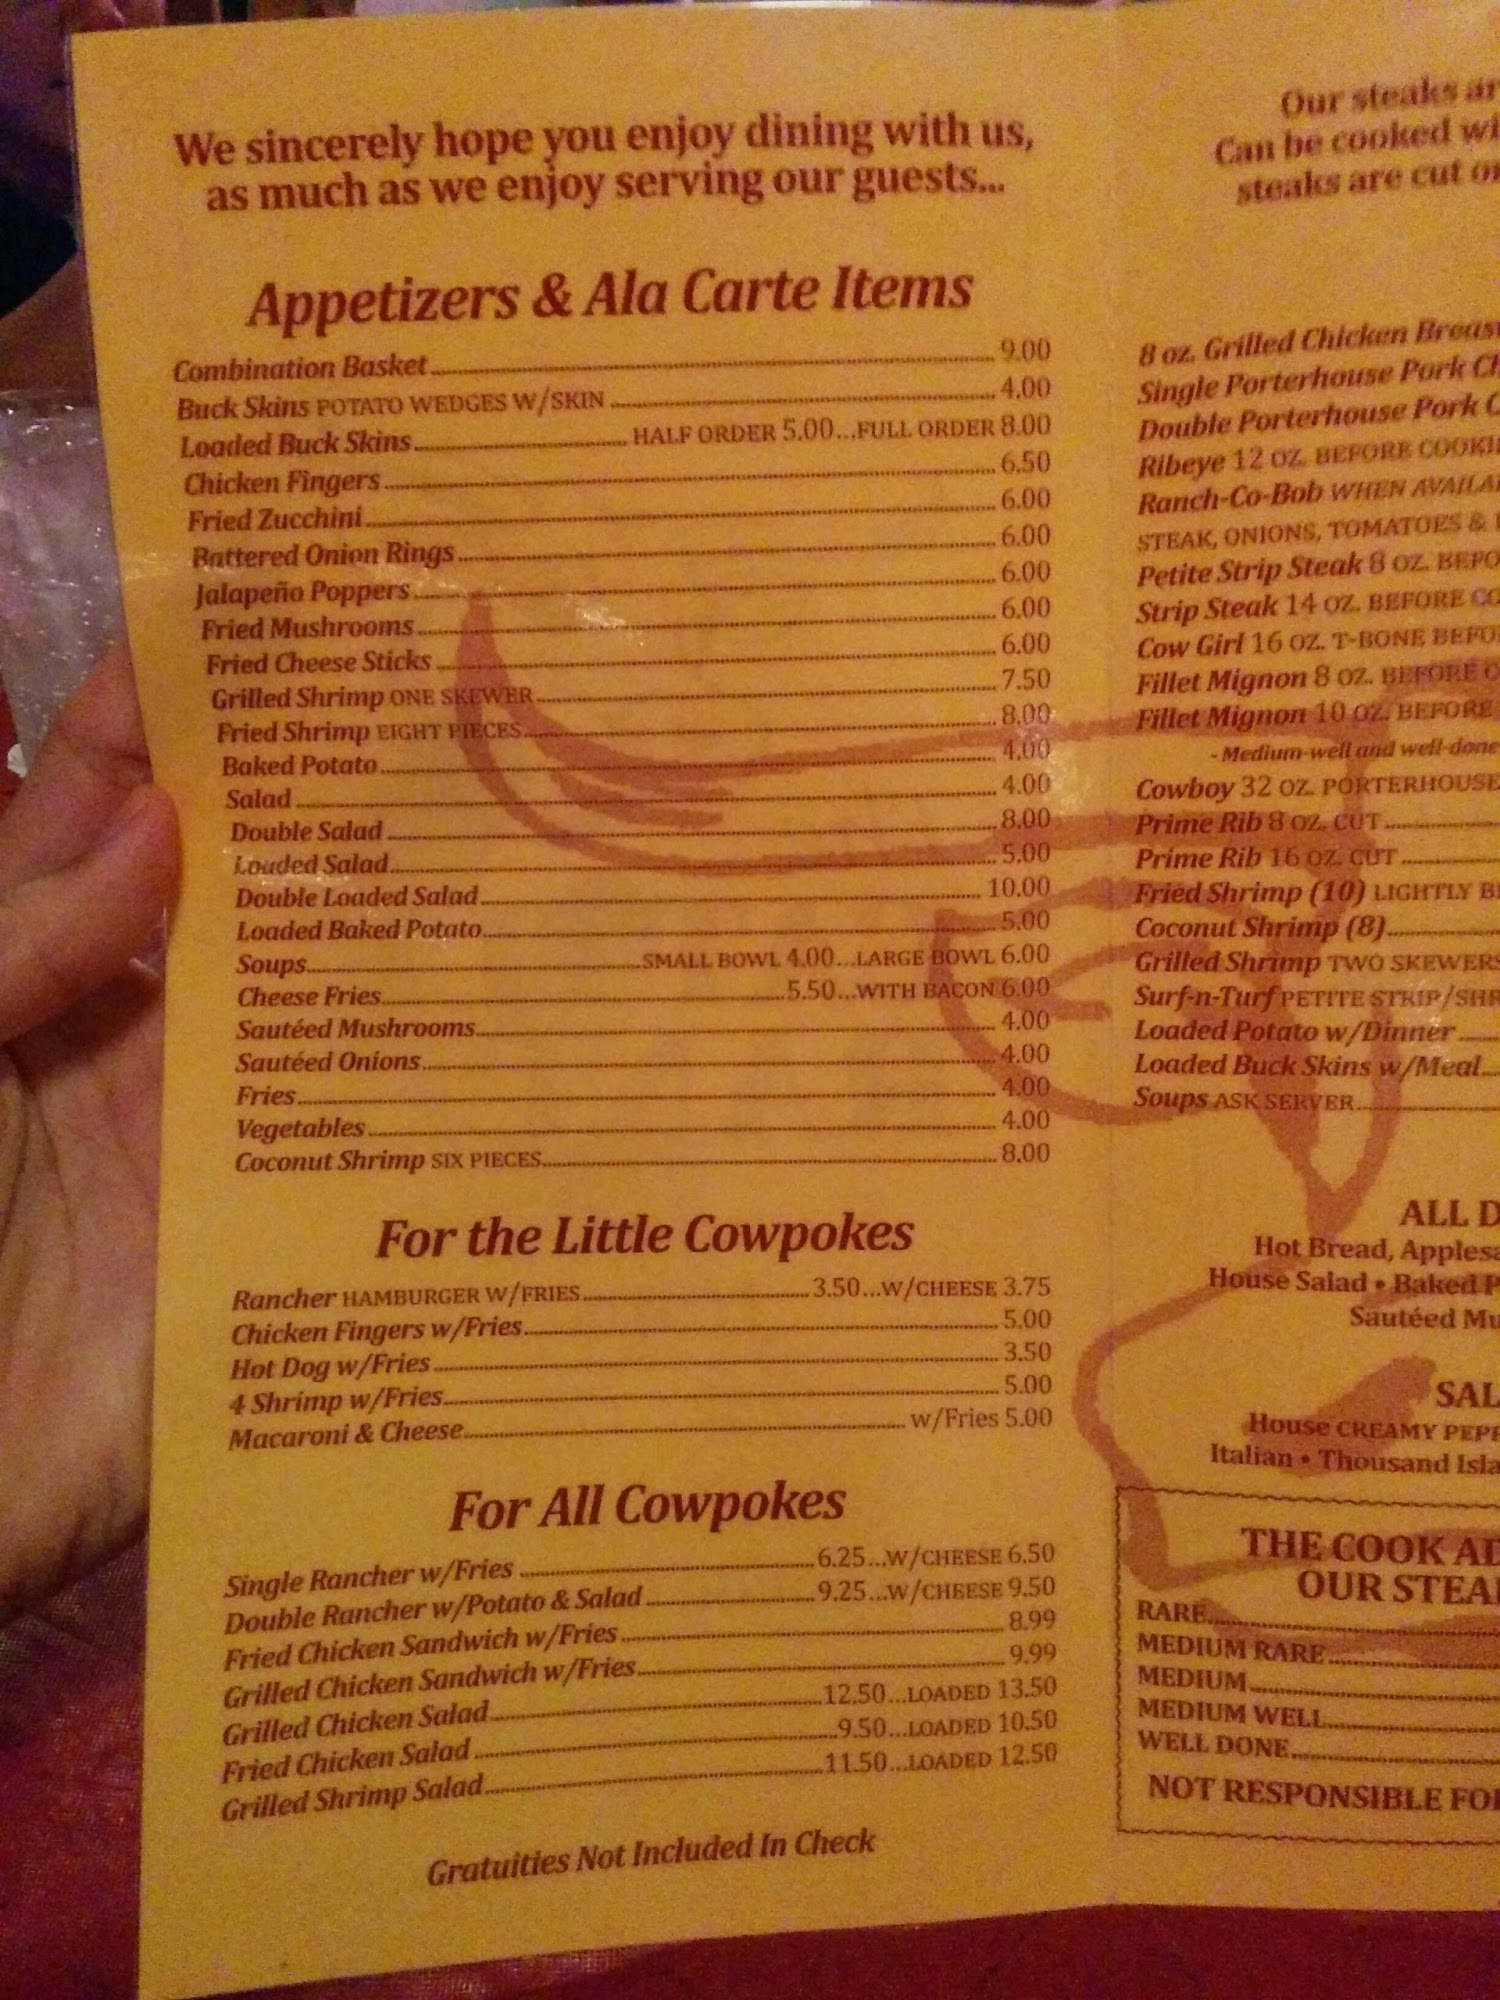 We sincerely hope you enjoy dining with us,
as much as we enjoy serving our guests...
Appetizers & Ala Carte Items
Combination Basket 9.00
Buck Skins POTATO WEDGES W/SKIN 4.00
Loaded Buck Skins HALF ORDER 5.00...FULL ORDER 8.00
Chicken Fingers 6.50
Fried Zucchini 6.00
Battered Onion Rings 6.00
Jalapeño Poppers 6.00
Fried Mushrooms 6.00
Fried Cheese Sticks 6.00
Grilled Shrimp ONE SKEWER 7.50
Fried Shrimp EIGHT PIECES 8.00
Baked Potato 4.00
Salad 4.00
Double Salad 8.00
Loaded Salad 5.00
Double Loaded Salad 10.00
Loaded Baked Potato 5.00
Soups SMALL BOWL 4.00...LARGE BOWL 6.00
Cheese Fries 5.50...WITH BACON 6.00
Sautéed Mushrooms 4.00
Sautéed Onions 4.00
Fries 4.00
Vegetables 4.00
Coconut Shrimp SIX PIECES 8.00
For the Little Cowpokes
Rancher HAMBURGER W/FRIES 3.50...W/CHEESE 3.75
Chicken Fingers w/Fries 5.00
Hot Dog w/Fries 3.50
4 Shrimp w/Fries 5.00
Macaroni & Cheese w/Fries 5.00
For All Cowpokes
Single Rancher w/Fries 6.25...W/CHEESE 6.50
Double Rancher w/Potato & Salad 9.25...W/CHEESE 9.50
Fried Chicken Sandwich w/Fries 8.99
Grilled Chicken Sandwich w/Fries 9.99
Grilled Chicken Salad 12.50...LOADED 13.50
Fried Chicken Salad 9.50...LOADED 10.50
Grilled Shrimp Salad 11.50...LOADED 12.50
Gratuities Not Included In Check
Our steaks
Can be cooked
steaks are cut
8 oz. Grilled Chicken
Single Porterhouse Pork
Double Porterhouse Pork
Ribeye 12 OZ. BEFORE
Ranch-Co-Bob WHEN
STEAK, ONIONS, TOMATOES &
Petite Strip Steak 8 OZ.
Strip Steak 14 OZ. BEFORE
Cow Girl 16 OZ. T-BONE
Fillet Mignon 8 OZ. BEFORE
Fillet Mignon 10 OZ. BEFORE
- Medium-well and well-done
Cowboy 32 OZ. PORTERHOUSE
Prime Rib 8 OZ. CUT
Prime Rib 16 OZ. CUT
Fried Shrimp (10) LIGHTLY
Coconut Shrimp (8)
Grilled Shrimp TWO SKEWERS
Surf-n-Turf PETITE STRIP/
Loaded Potato w/Dinner
Loaded Buck Skins w/Meal
Soups ASK SERVER
ALL
Hot Bread,
House Salad • Baked
Sautéed
House CREAMY
Italian • Thousand
THE COOK
OUR
RARE
MEDIUM RARE
MEDIUM
MEDIUM WELL
WELL DONE
NOT RESPONSIBLE